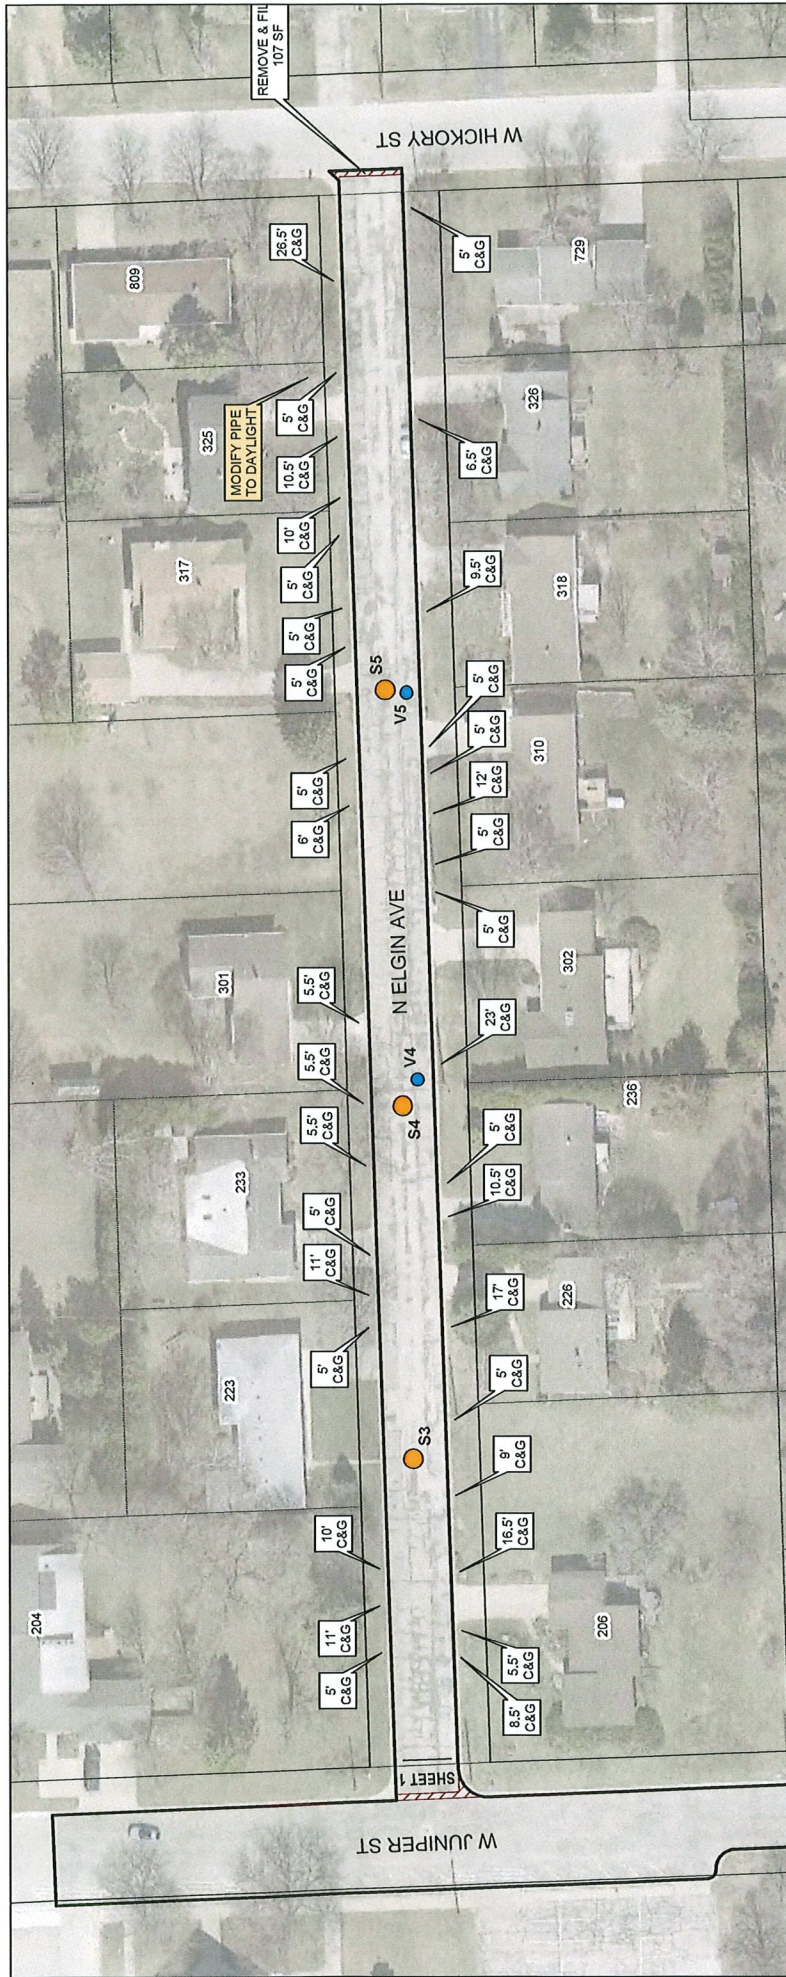 REMOVE & FIL
107 SF
204
223
233
301
317
325
809
MODIFY PIPE
TO DAYLIGHT
5'
C&G
11'
C&G
10'
C&G
5'
C&G
11'
C&G
5'
C&G
5.5'
C&G
5.5'
C&G
5.5'
C&G
6'
C&G
5'
C&G
5'
C&G
5'
C&G
5'
C&G
10'
C&G
10.5'
C&G
5'
C&G
26.5'
C&G
W JUNIPER ST
SHEET 1
S3
S4
V4
N ELGIN AVE
V5
S5
W HICKORY ST
8.5'
C&G
5.5'
C&G
16.5'
C&G
9'
C&G
5'
C&G
17'
C&G
10.5'
C&G
5'
C&G
23'
C&G
5'
C&G
5'
C&G
12'
C&G
5'
C&G
5'
C&G
9.5'
C&G
6.5'
C&G
5'
C&G
206
226
236
302
310
318
326
729